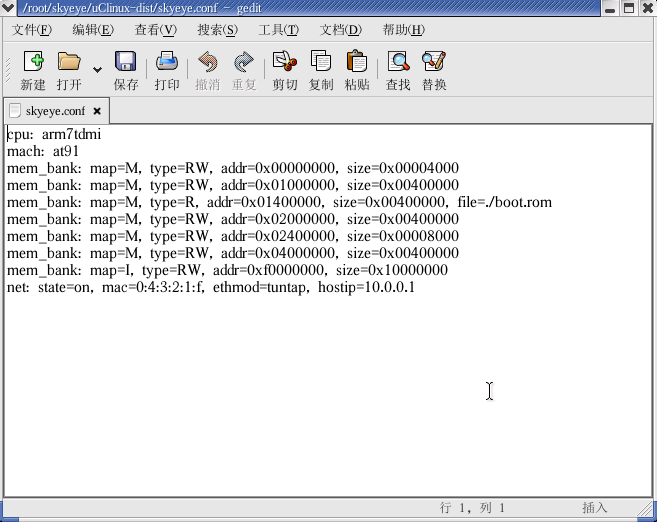 /root/skyeye/uClinux-dist/skyeye.conf - gedit
文件(F) 编辑(E) 查看(V) 搜索(S) 工具(T) 文档(D) 帮助(H)
新建 打开 保存 打印 撤消 重复 剪切 复制 粘贴 查找 替换
skyeye.conf
cpu: arm7tdmi
mach: at91
mem_bank: map=M, type=RW, addr=0x00000000, size=0x00004000
mem_bank: map=M, type=RW, addr=0x01000000, size=0x00400000
mem_bank: map=M, type=R, addr=0x01400000, size=0x00400000, file=./boot.rom
mem_bank: map=M, type=RW, addr=0x02000000, size=0x00400000
mem_bank: map=M, type=RW, addr=0x02400000, size=0x00008000
mem_bank: map=M, type=RW, addr=0x04000000, size=0x00400000
mem_bank: map=I, type=RW, addr=0xf0000000, size=0x10000000
net: state=on, mac=0:4:3:2:1:f, ethmod=tuntap, hostip=10.0.0.1
行 1, 列 1 插入